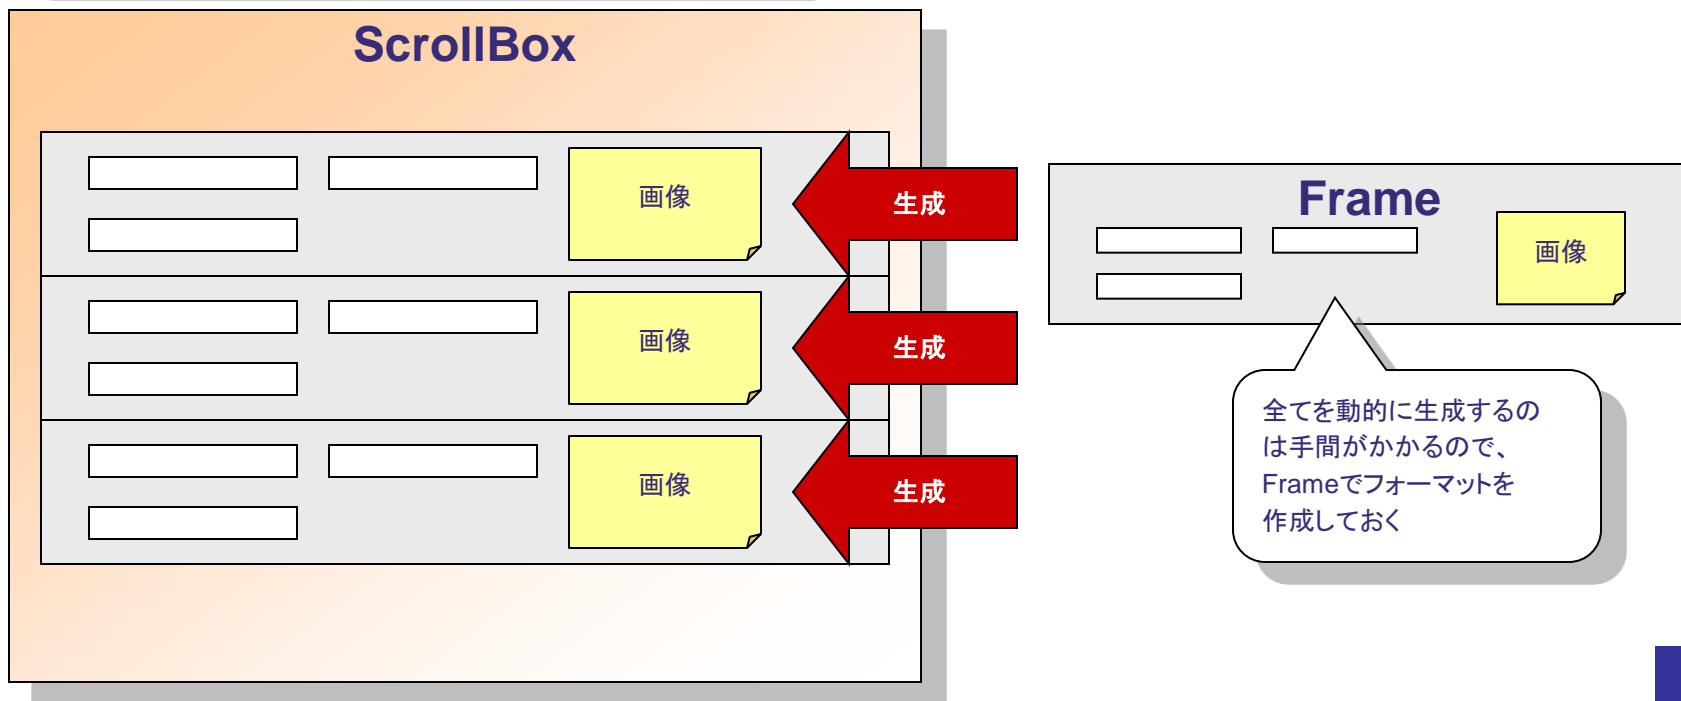 ScrollBox
画像
生成
画像
生成
画像
生成
Frame
画像
全てを動的に生成するの
は手間がかかるので、
Frameでフォーマットを
作成しておく